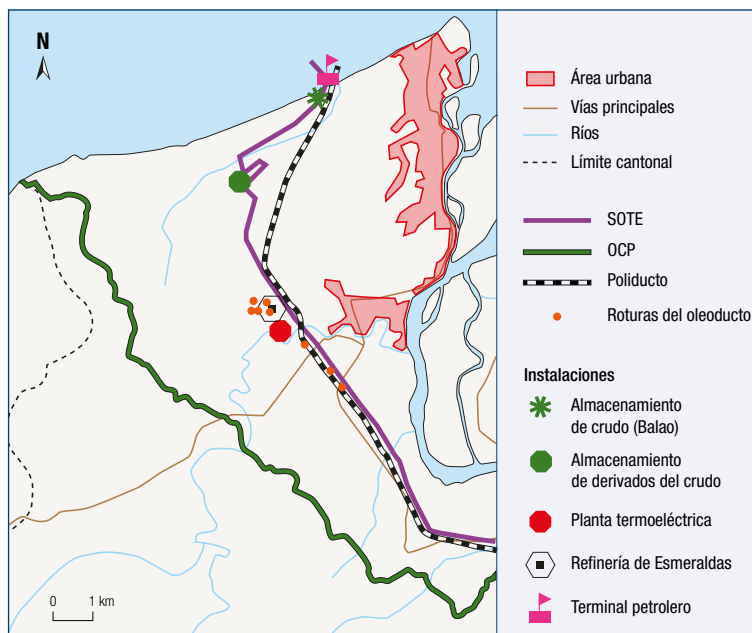 N
0 1 km
Área urbana
Vías principales
Ríos
Límite cantonal
SOTE
OCP
Poliducto
Roturas del oleoducto
Instalaciones
Almacenamiento
de crudo (Balao)
Almacenamiento
de derivados del crudo
Planta termoeléctrica
Refinería de Esmeraldas
Terminal petrolero